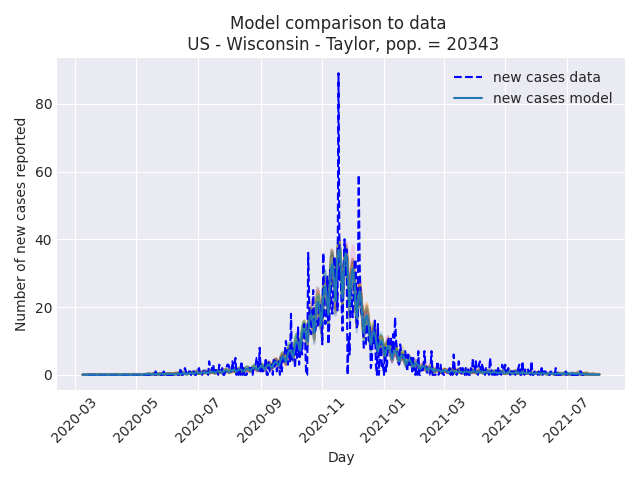 Model comparison to data
US - Wisconsin - Taylor, pop. = 20343
new cases data
new cases model
Number of new cases reported
80
60
40
20
0
2020-03
2020-05
2020-07
2020-09
2020-11
2021-01
2021-03
2021-05
2021-07
Day